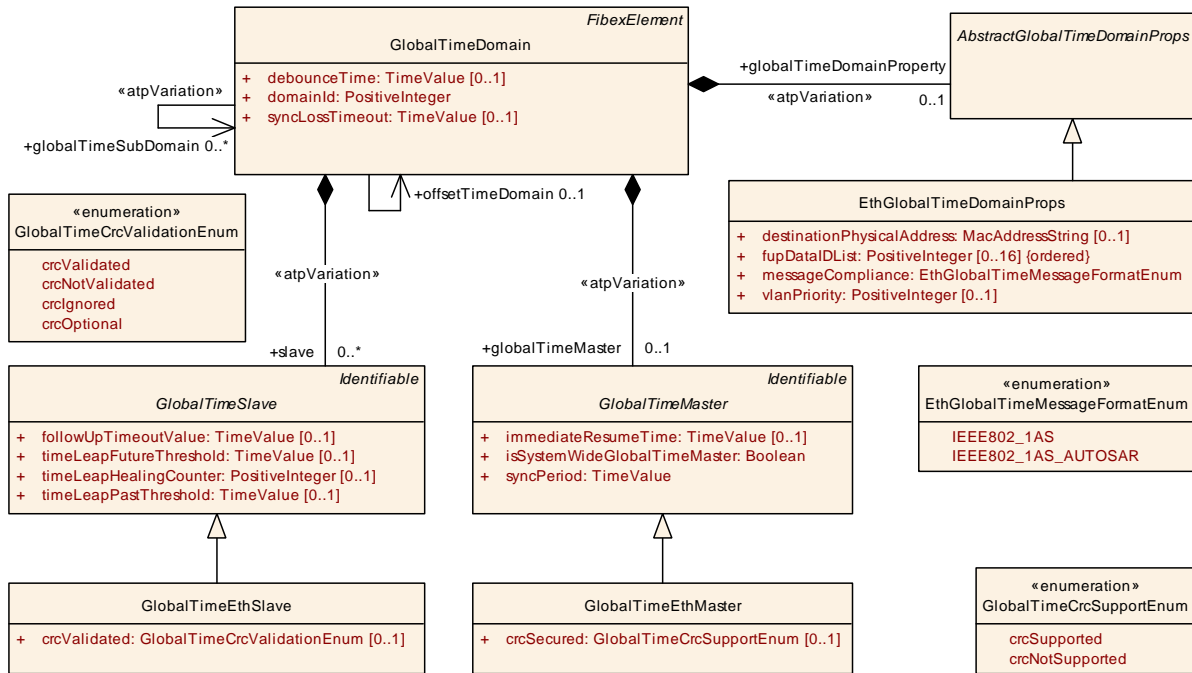 FibexElement
GlobalTimeDomain
+ debounceTime: TimeValue [0..1]
+ domainId: PositiveInteger
+ syncLossTimeout: TimeValue [0..1]
AbstractGlobalTimeDomainProps
+globalTimeDomainProperty
«atpVariation»
0..1
«atpVariation»
+globalTimeSubDomain 0..*
+offsetTimeDomain 0..1
«enumeration»
GlobalTimeCrcValidationEnum
crcValidated
crcNotValidated
crcIgnored
crcOptional
EthGlobalTimeDomainProps
+ destinationPhysicalAddress: MacAddressString [0..1]
+ fupDataIDList: PositiveInteger [0..16] {ordered}
+ messageCompliance: EthGlobalTimeMessageFormatEnum
+ vlanPriority: PositiveInteger [0..1]
«atpVariation»
«atpVariation»
+slave 0..*
+globalTimeMaster 0..1
Identifiable
GlobalTimeSlave
+ followUpTimeoutValue: TimeValue [0..1]
+ timeLeapFutureThreshold: TimeValue [0..1]
+ timeLeapHealingCounter: PositiveInteger [0..1]
+ timeLeapPastThreshold: TimeValue [0..1]
Identifiable
GlobalTimeMaster
+ immediateResumeTime: TimeValue [0..1]
+ isSystemWideGlobalTimeMaster: Boolean
+ syncPeriod: TimeValue
«enumeration»
EthGlobalTimeMessageFormatEnum
IEEE802_1AS
IEEE802_1AS_AUTOSAR
GlobalTimeEthSlave
+ crcValidated: GlobalTimeCrcValidationEnum [0..1]
GlobalTimeEthMaster
+ crcSecured: GlobalTimeCrcSupportEnum [0..1]
«enumeration»
GlobalTimeCrcSupportEnum
crcSupported
crcNotSupported